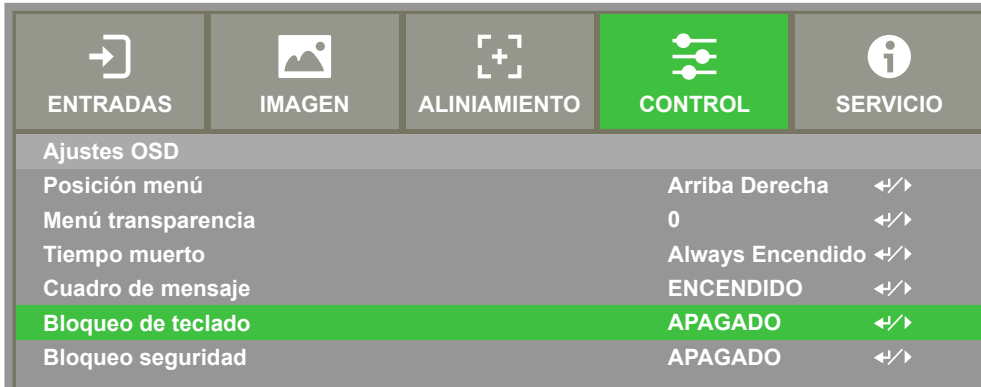 ENTRADAS IMAGEN ALINIAMIENTO CONTROL SERVICIO
Ajustes OSD
Posición menú Arriba Derecha
Menú transparencia 0
Tiempo muerto Always Encendido
Cuadro de mensaje ENCENDIDO
Bloqueo de teclado APAGADO
Bloqueo seguridad APAGADO